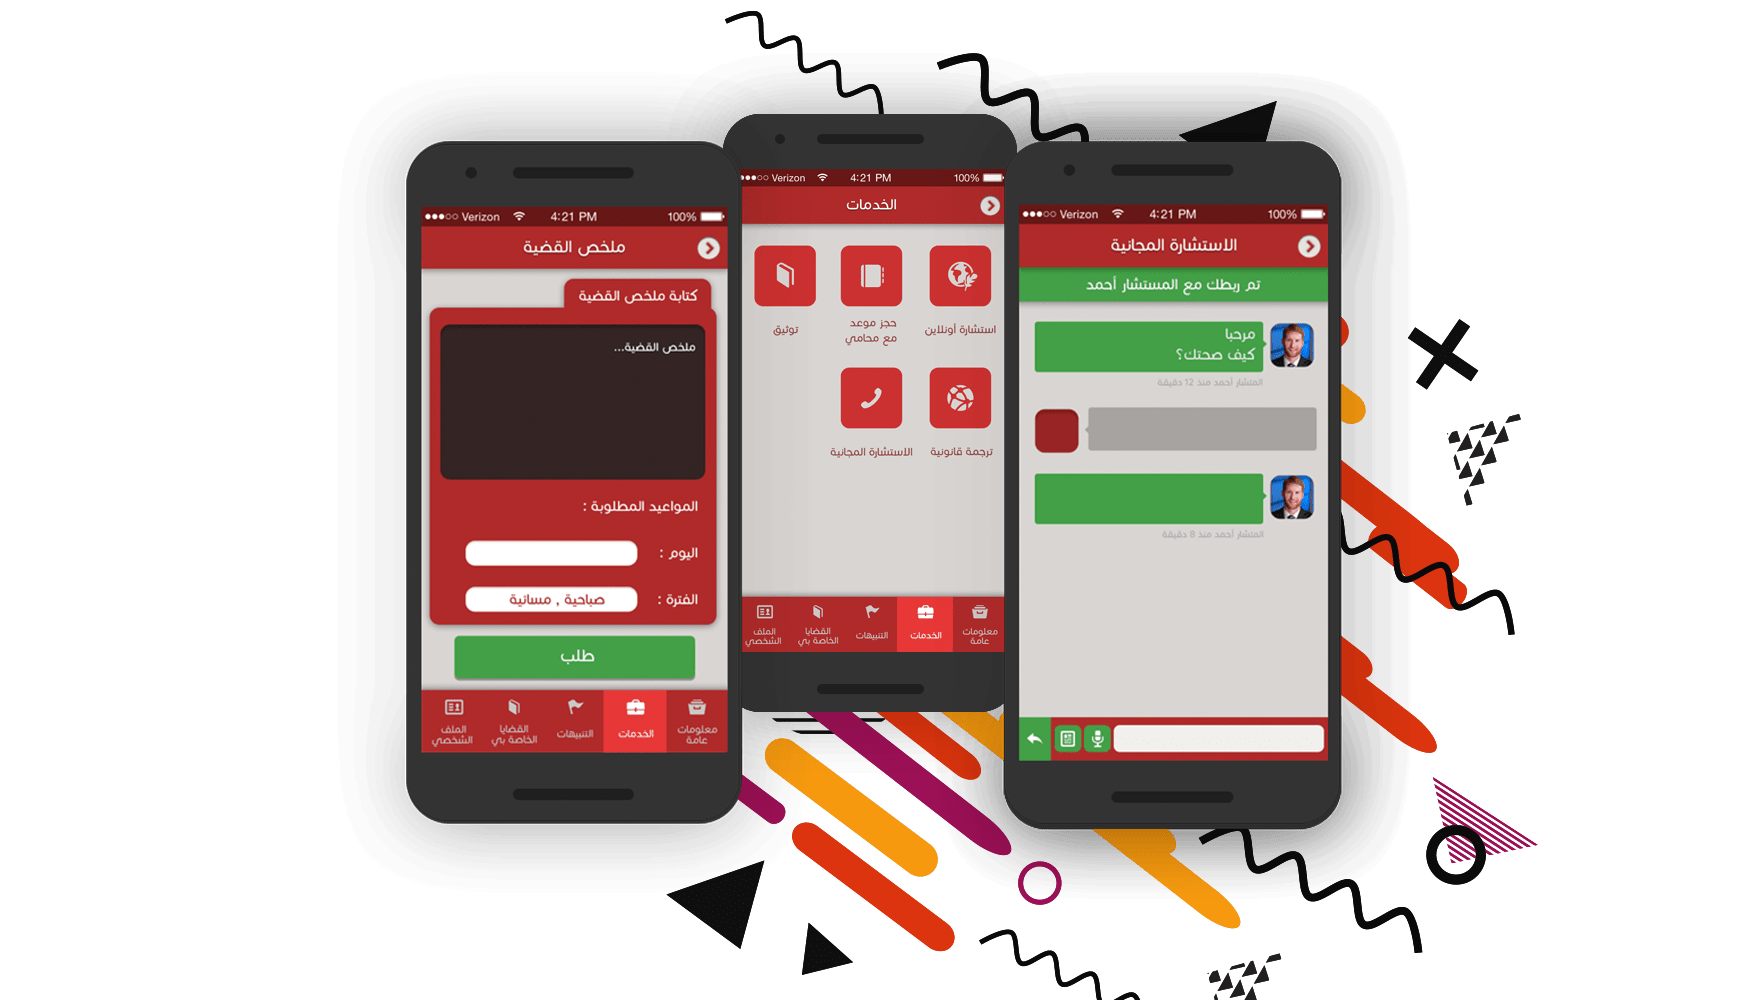 Verizon 4:21 PM 100%
ملخص القضية
كتابة ملخص القضية
ملخص القضية...
المواعيد المطلوبة :
اليوم :
الفترة :
صباحية , مسانية
طلب
معلومات
عامة
الخدمات
التنبيهات
القضايا
الخاصة بي
الملف
الشخصي
Verizon 4:21 PM 100%
الخدمات
استشارة أونلاين
حجز موعد
مع محامي
توثيق
ترجمة قانونية
الاستشارة المجانية
معلومات
عامة
الخدمات
التنبيهات
القضايا
الخاصة بي
الملف
الشخصي
Verizon 4:21 PM 100%
الاستشارة المجانية
تم ربطك مع المستشار أحمد
مرحبا
كيف صحتك؟
المتشار أحمد منذ 12 دقيقة
المتشار أحمد منذ 8 دقيقة